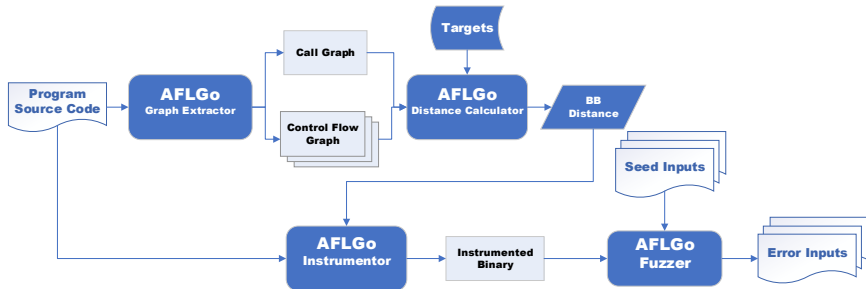 Targets
Call Graph
Program
Source Code
AFLGo
Graph Extractor
AFLGo
Distance Calculator
BB
Distance
Control Flow
Graph
Seed Inputs
AFLGo
Instrumentor
Instrumented
Binary
AFLGo
Fuzzer
Error Inputs